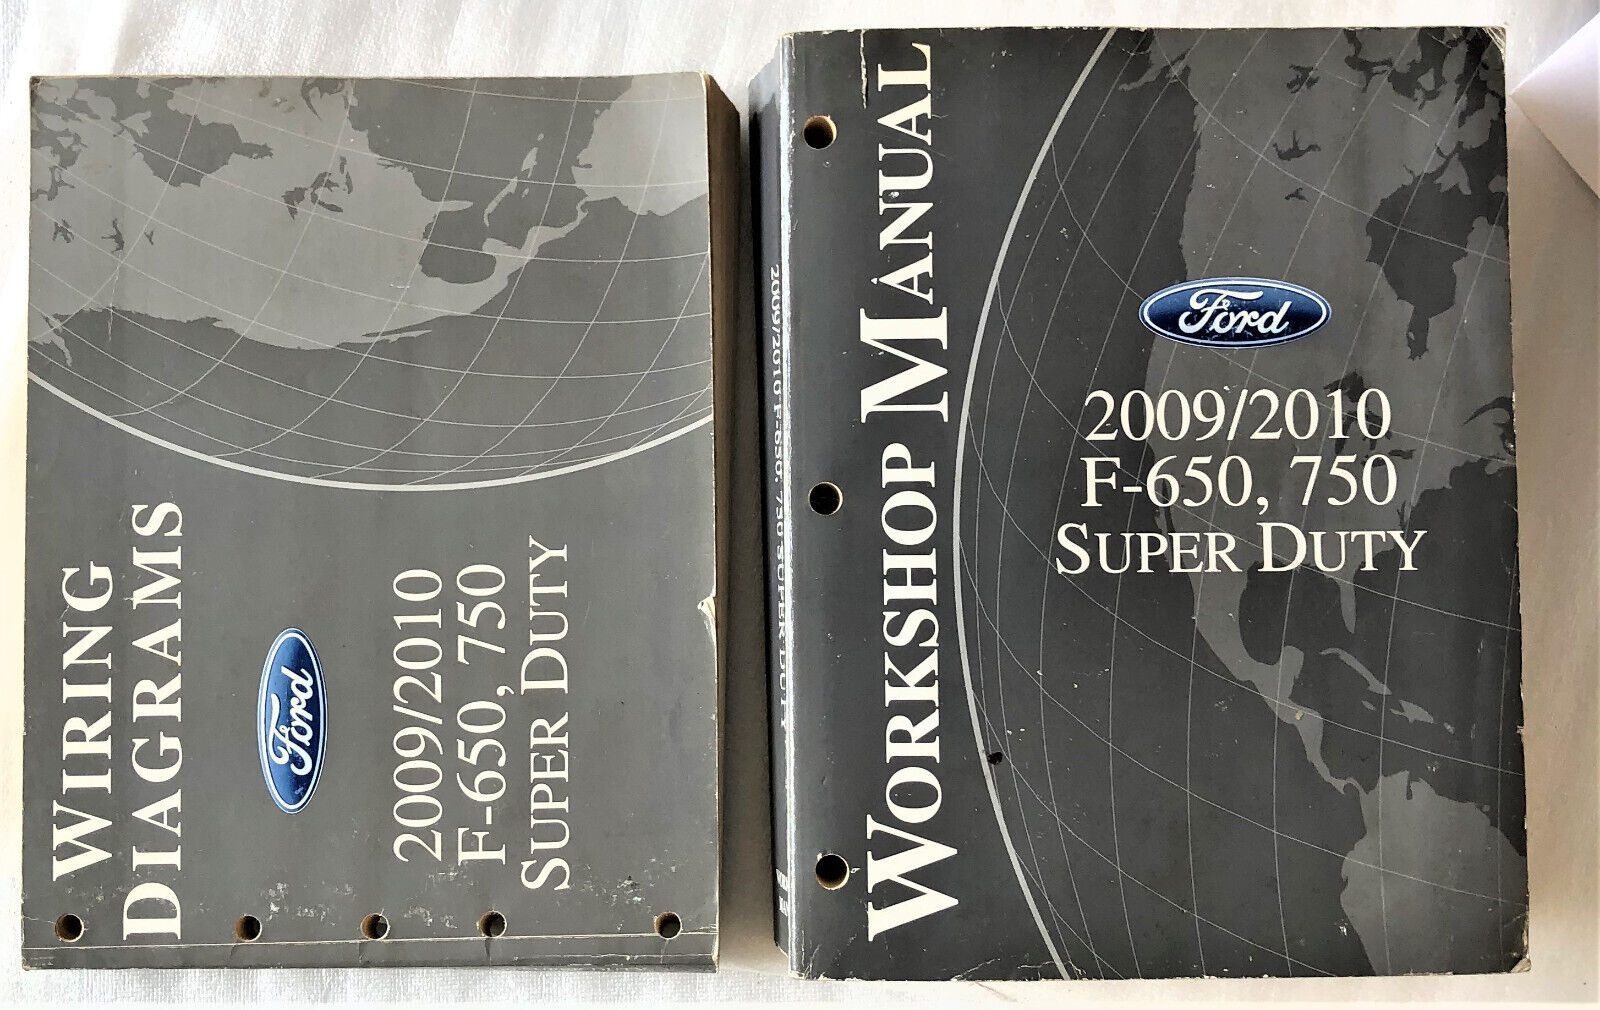 WIRING
DIAGRAMS
Ford
2009/2010
F-650, 750
SUPER DUTY
2009/2010 F-650, 750 SUPER DUTY
WORKSHOP MANUAL
Ford
2009/2010
F-650, 750
SUPER DUTY